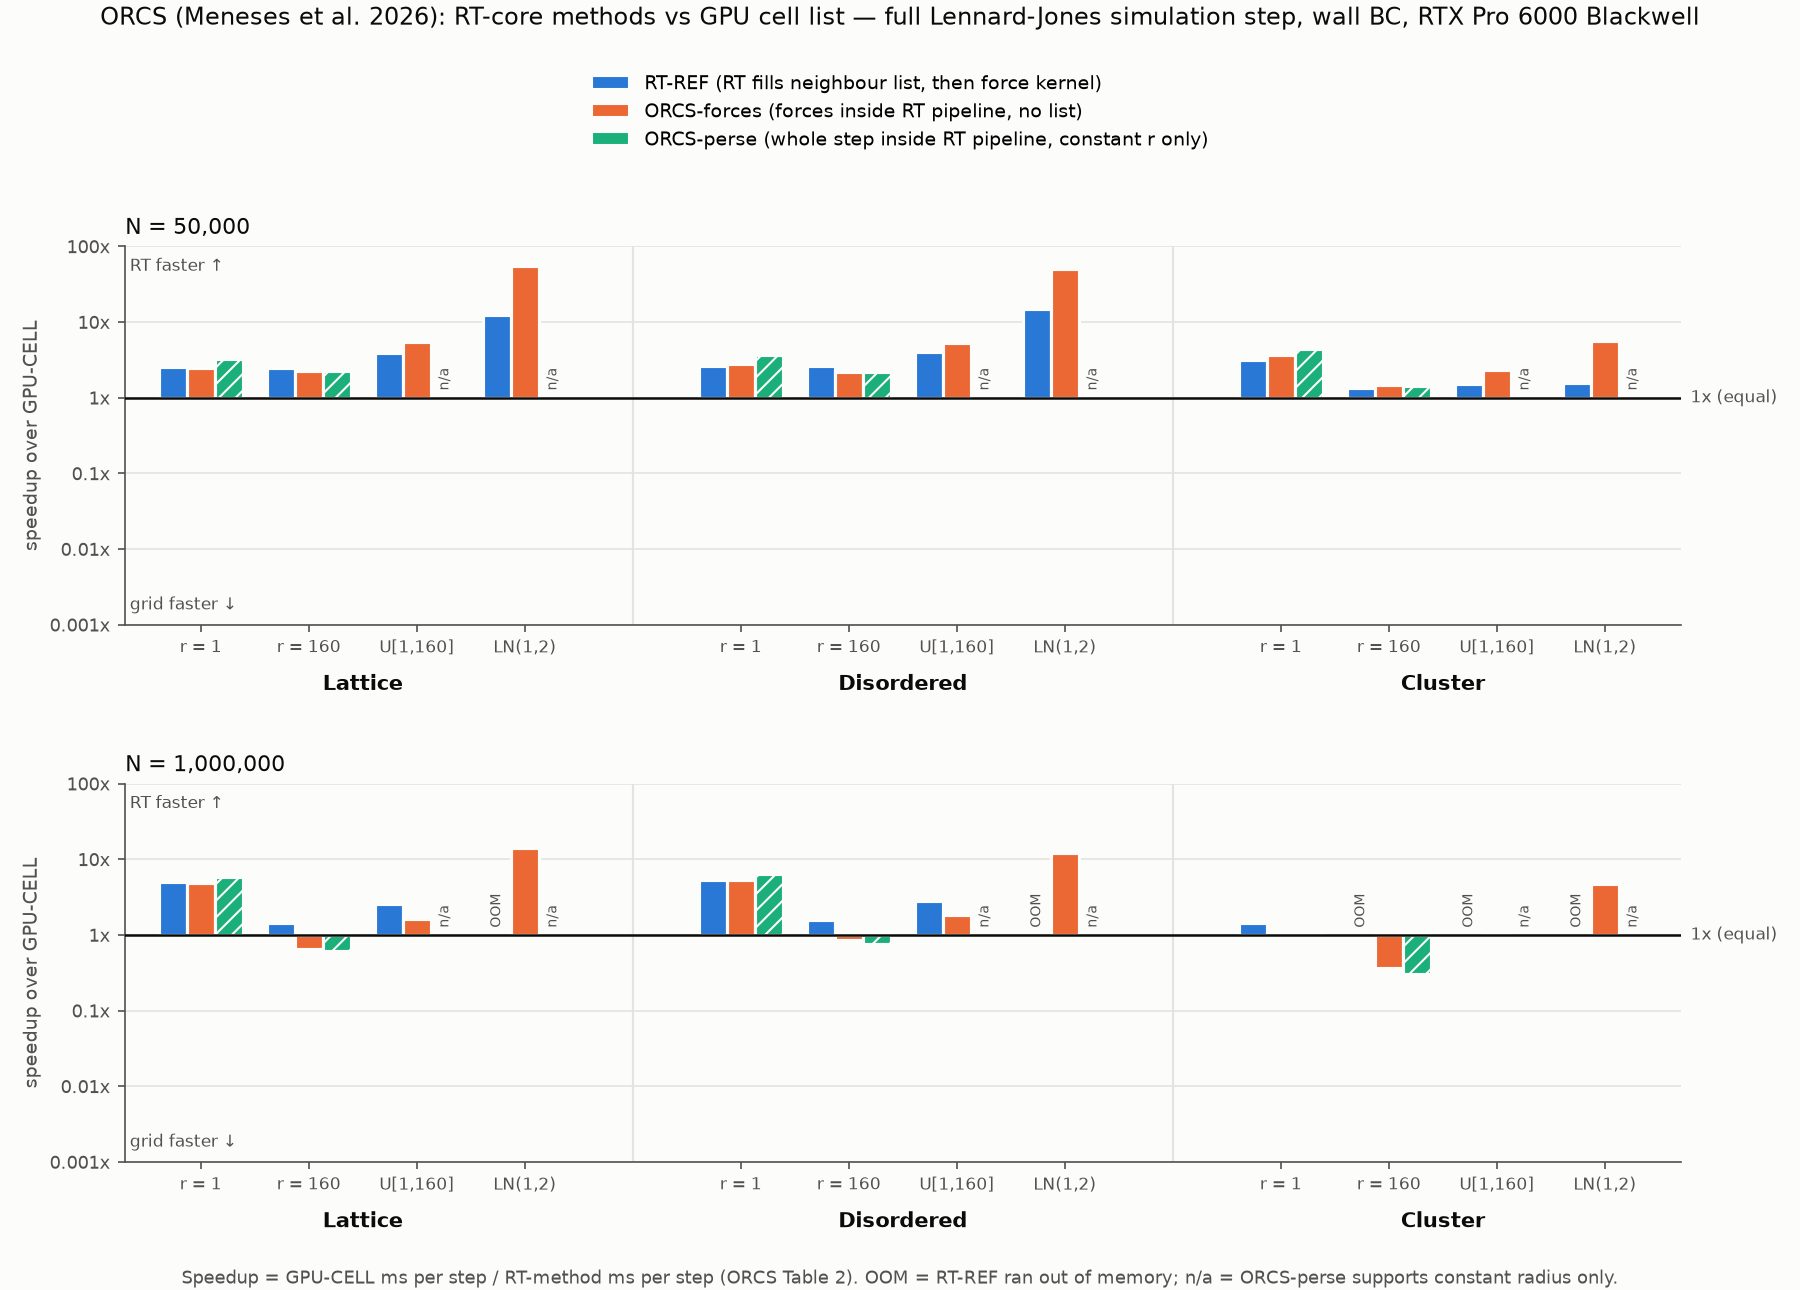 ORCS (Meneses et al. 2026): RT-core methods vs GPU cell list — full Lennard-Jones simulation step, wall BC, RTX Pro 6000 Blackwell
RT-REF (RT fills neighbour list, then force kernel)
ORCS-forces (forces inside RT pipeline, no list)
ORCS-perse (whole step inside RT pipeline, constant r only)
N = 50,000
speedup over GPU-CELL
100x
10x
1x
0.1x
0.01x
0.001x
RT faster ↑
grid faster ↓
n/a
n/a
n/a
n/a
n/a
n/a
1x (equal)
r = 1 r = 160 U[1,160] LN(1,2) r = 1 r = 160 U[1,160] LN(1,2) r = 1 r = 160 U[1,160] LN(1,2)
Lattice Disordered Cluster
N = 1,000,000
speedup over GPU-CELL
100x
10x
1x
0.1x
0.01x
0.001x
RT faster ↑
grid faster ↓
n/a
OOM
n/a
n/a
OOM
n/a
OOM
OOM
n/a
OOM
n/a
1x (equal)
r = 1 r = 160 U[1,160] LN(1,2) r = 1 r = 160 U[1,160] LN(1,2) r = 1 r = 160 U[1,160] LN(1,2)
Lattice Disordered Cluster
Speedup = GPU-CELL ms per step / RT-method ms per step (ORCS Table 2). OOM = RT-REF ran out of memory; n/a = ORCS-perse supports constant radius only.